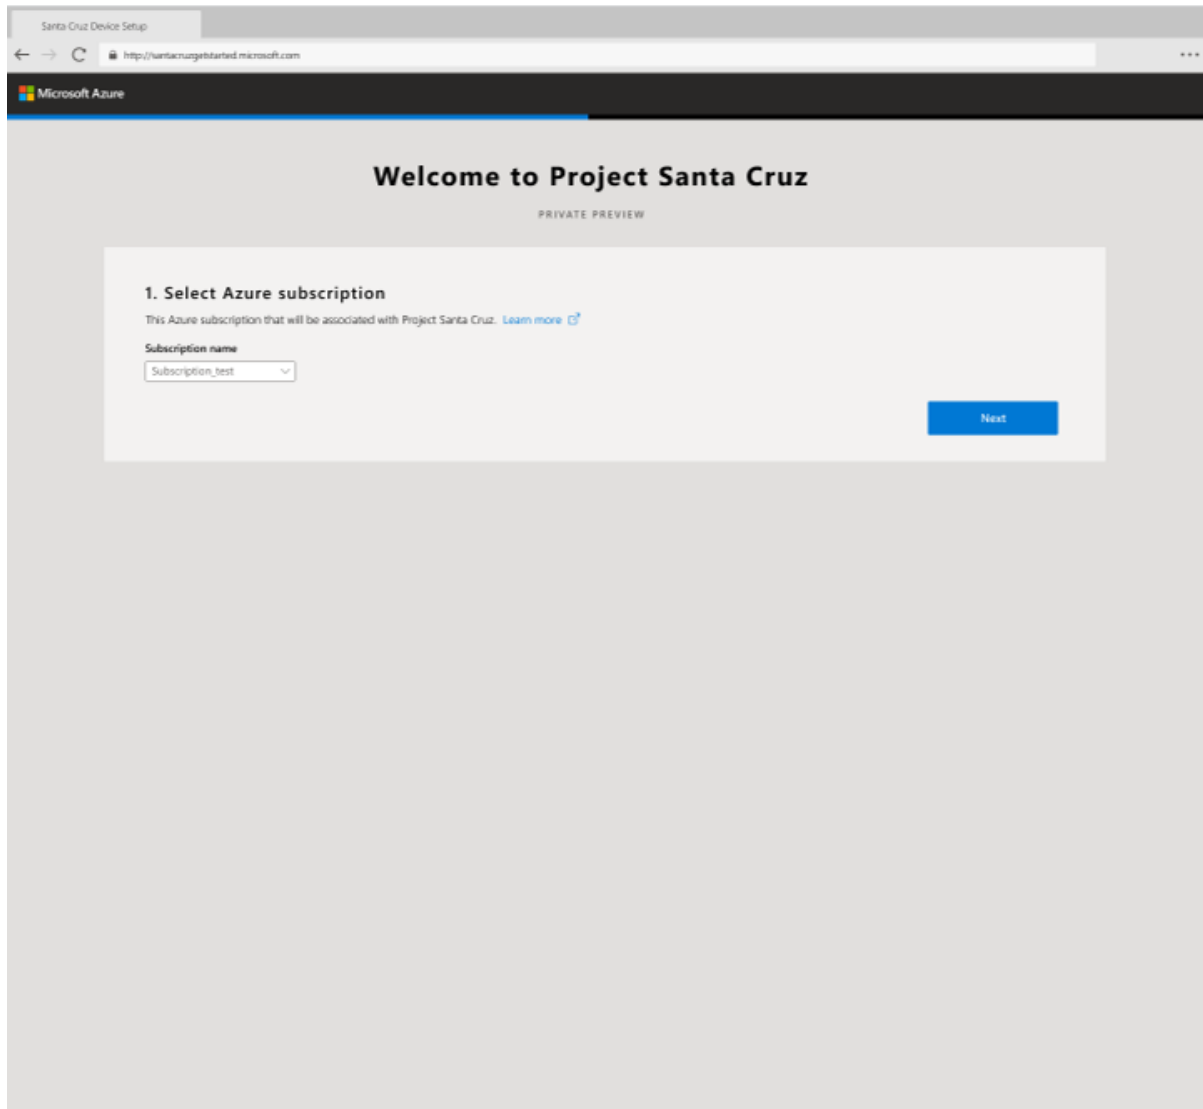 Santa Cruz Device Setup
http://santacruzgetstarted.microsoft.com
Microsoft Azure
Welcome to Project Santa Cruz
PRIVATE PREVIEW
1. Select Azure subscription
This Azure subscription that will be associated with Project Santa Cruz. Learn more
Subscription name
Subscription_test
Next